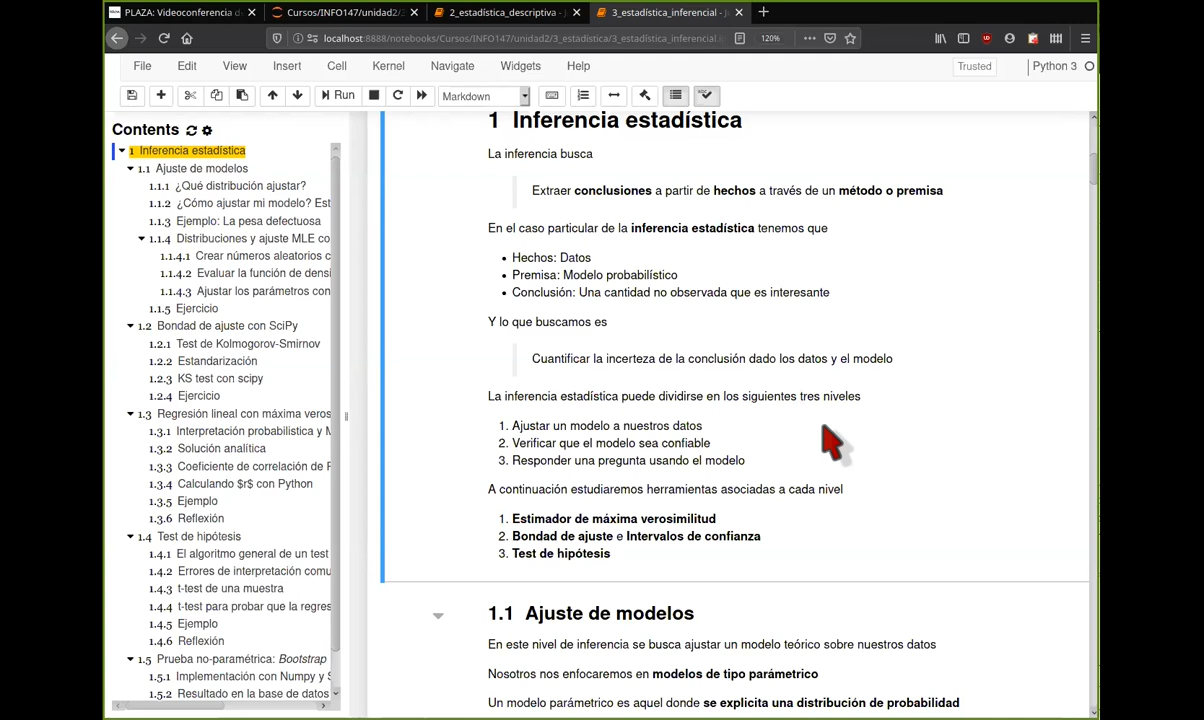 PLAZA: Videoconferencia d
Cursos/INFO147/unidad2/3
2_estadística_descriptiva - j
3_estadística_inferencial - j
localhost:8888/notebooks/Cursos/INFO147/unidad2/3_estadistica/3_estadística_inferencial.
120%
File Edit View Insert Cell Kernel Navigate Widgets Help
Trusted
Python 3
Run
Markdown
Contents
1 Inferencia estadística
1.1 Ajuste de modelos
1.1.1 ¿Qué distribución ajustar?
1.1.2 ¿Cómo ajustar mi modelo? Est
1.1.3 Ejemplo: La pesa defectuosa
1.1.4 Distribuciones y ajuste MLE co
1.1.4.1 Crear números aleatorios c
1.1.4.2 Evaluar la función de densi
1.1.4.3 Ajustar los parámetros con
1.1.5 Ejercicio
1.2 Bondad de ajuste con SciPy
1.2.1 Test de Kolmogorov-Smirnov
1.2.2 Estandarización
1.2.3 KS test con scipy
1.2.4 Ejercicio
1.3 Regresión lineal con máxima veros
1.3.1 Interpretación probabilistica y M
1.3.2 Solución analítica
1.3.3 Coeficiente de correlación de P
1.3.4 Calculando $r$ con Python
1.3.5 Ejemplo
1.3.6 Reflexión
1.4 Test de hipótesis
1.4.1 El algoritmo general de un test
1.4.2 Errores de interpretación comu
1.4.3 t-test de una muestra
1.4.4 t-test para probar que la regres
1.4.5 Ejemplo
1.4.6 Reflexión
1.5 Prueba no-paramétrica: Bootstrap
1.5.1 Implementación con Numpy y S
1.5.2 Resultado en la base de datos
1 Inferencia estadística
La inferencia busca
Extraer conclusiones a partir de hechos a través de un método o premisa
En el caso particular de la inferencia estadística tenemos que
• Hechos: Datos
• Premisa: Modelo probabilístico
• Conclusión: Una cantidad no observada que es interesante
Y lo que buscamos es
Cuantificar la incerteza de la conclusión dado los datos y el modelo
La inferencia estadística puede dividirse en los siguientes tres niveles
1. Ajustar un modelo a nuestros datos
2. Verificar que el modelo sea confiable
3. Responder una pregunta usando el modelo
A continuación estudiaremos herramientas asociadas a cada nivel
1. Estimador de máxima verosimilitud
2. Bondad de ajuste e Intervalos de confianza
3. Test de hipótesis
1.1 Ajuste de modelos
En este nivel de inferencia se busca ajustar un modelo teórico sobre nuestros datos
Nosotros nos enfocaremos en modelos de tipo parámetrico
Un modelo parámetrico es aquel donde se explicita una distribución de probabilidad